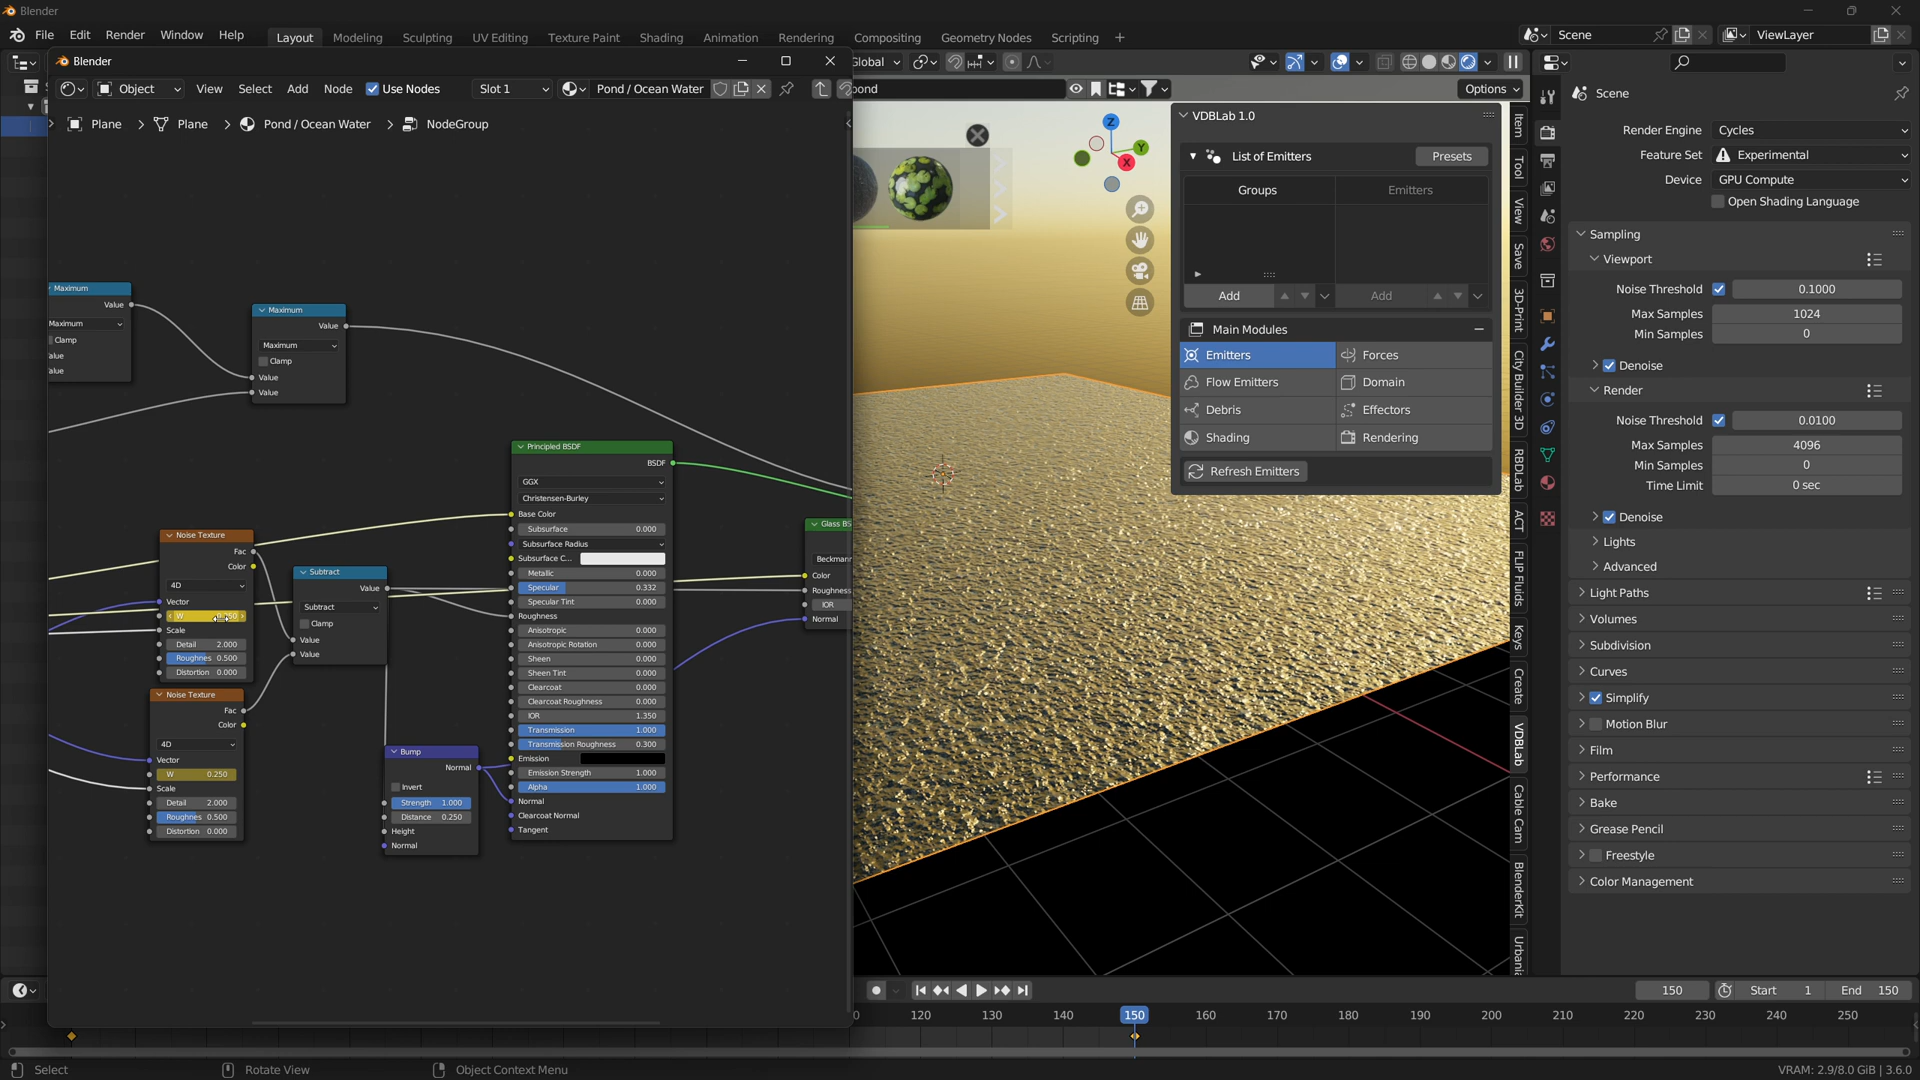 Blender
File Edit Render Window Help Layout Modeling Sculpting UV Editing Texture Paint Shading Animation Rendering Compositing Geometry Nodes Scripting + Scene ViewLayer
Blender
Object View Select Add Node Use Nodes Slot 1 Pond / Ocean Water
Plane Plane Pond / Ocean Water NodeGroup
Maximum
Value
Maximum
Clamp
Maximum
Value
Maximum
Clamp
Value
Value
Noise Texture
Fac
Color
4D
Vector
W
Scale
Detail 2.000
Roughnes 0.500
Distortion 0.000
Noise Texture
Fac
Color
4D
Vector
W 0.250
Scale
Detail 2.000
Roughnes 0.500
Distortion 0.000
Subtract
Value
Subtract
Clamp
Value
Value
Bump
Normal
Invert
Strength 1.000
Distance 0.250
Height
Normal
Principled BSDF
BSDF
GGX
Christensen-Burley
Base Color
Subsurface 0.000
Subsurface Radius
Subsurface C...
Metallic 0.000
Specular 0.332
Specular Tint 0.000
Roughness
Anisotropic 0.000
Anisotropic Rotation 0.000
Sheen 0.000
Sheen Tint 0.000
Clearcoat 0.000
Clearcoat Roughness 0.000
IOR 1.350
Transmission 1.000
Transmission Roughness 0.300
Emission
Emission Strength 1.000
Alpha 1.000
Normal
Clearcoat Normal
Tangent
Glass BS
Beckmann
Color
Roughness
IOR
Normal
Global
pond
Options
Z
Y
X
VDBLab 1.0
List of Emitters Presets
Groups Emitters
Add Add
Main Modules
Emitters Forces
Flow Emitters Domain
Debris Effectors
Shading Rendering
Refresh Emitters
Item
Tool
View
Save
3D-Print
City Builder 3D
RBDLab
ACT
FLIP Fluids
Keys
Create
VDBLab
Cable Cam
BlenderKit
Scene
Render Engine Cycles
Feature Set Experimental
Device GPU Compute
Open Shading Language
Sampling
Viewport
Noise Threshold 0.1000
Max Samples 1024
Min Samples 0
Denoise
Render
Noise Threshold 0.0100
Max Samples 4096
Min Samples 0
Time Limit 0 sec
Denoise
Lights
Advanced
Light Paths
Volumes
Subdivision
Curves
Simplify
Motion Blur
Film
Performance
Bake
Grease Pencil
Freestyle
Color Management
150 Start 1 End 150
120 130 140 150 160 170 180 190 200 210 220 230 240 250
Select Rotate View Object Context Menu VRAM: 2.9/8.0 GiB | 3.6.0